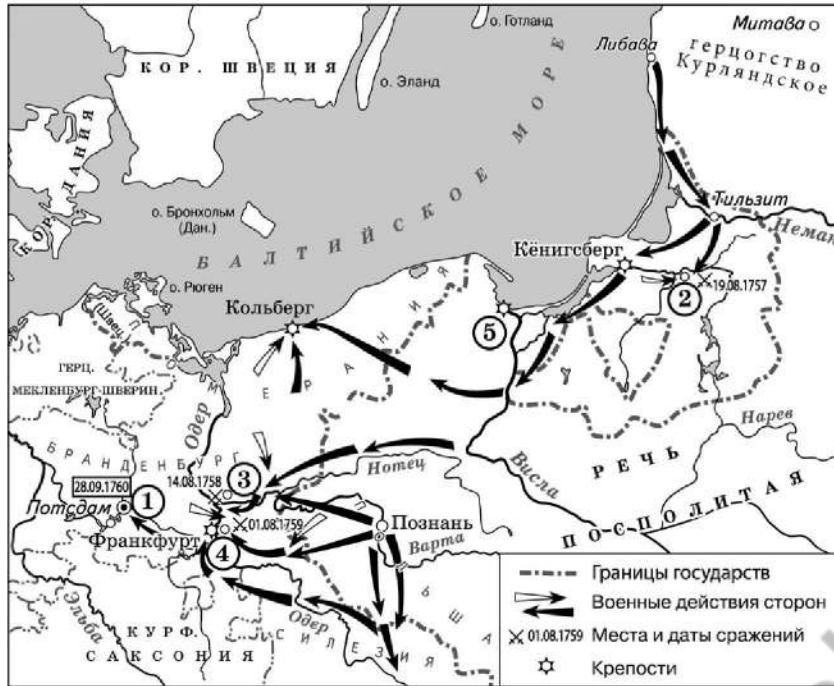 о. Готланд
Митава
Либава
герцогство
Курляндское
КОР. ШВЕЦИЯ
о. Эланд
КОР. ДАНИЯ
БАЛТИЙСКОЕ МОРЕ
о. Бронхольм
(Дан.)
Тильзит
Неман
Кёнигсберг
о. Рюген
(Швец.)
Кольберг
19.08.1757
2
5
ПОМЕРАНИЯ
ГЕРЦ.
МЕКЛЕНБУРГ-ШВЕРИН
Одер
БРАНДЕНБУРГ
Нарев
Нотец
Висла
РЕЧЬ
ПОСПОЛИТАЯ
14.08.1758
3
28.09.1760
1
Потсдам
Франкфурт
01.08.1759
4
Познань
Варта
Эльба
КУРФ.
САКСОНИЯ
Одер
СИЛЕЗИЯ
Границы государств
Военные действия сторон
01.08.1759 Места и даты сражений
Крепости